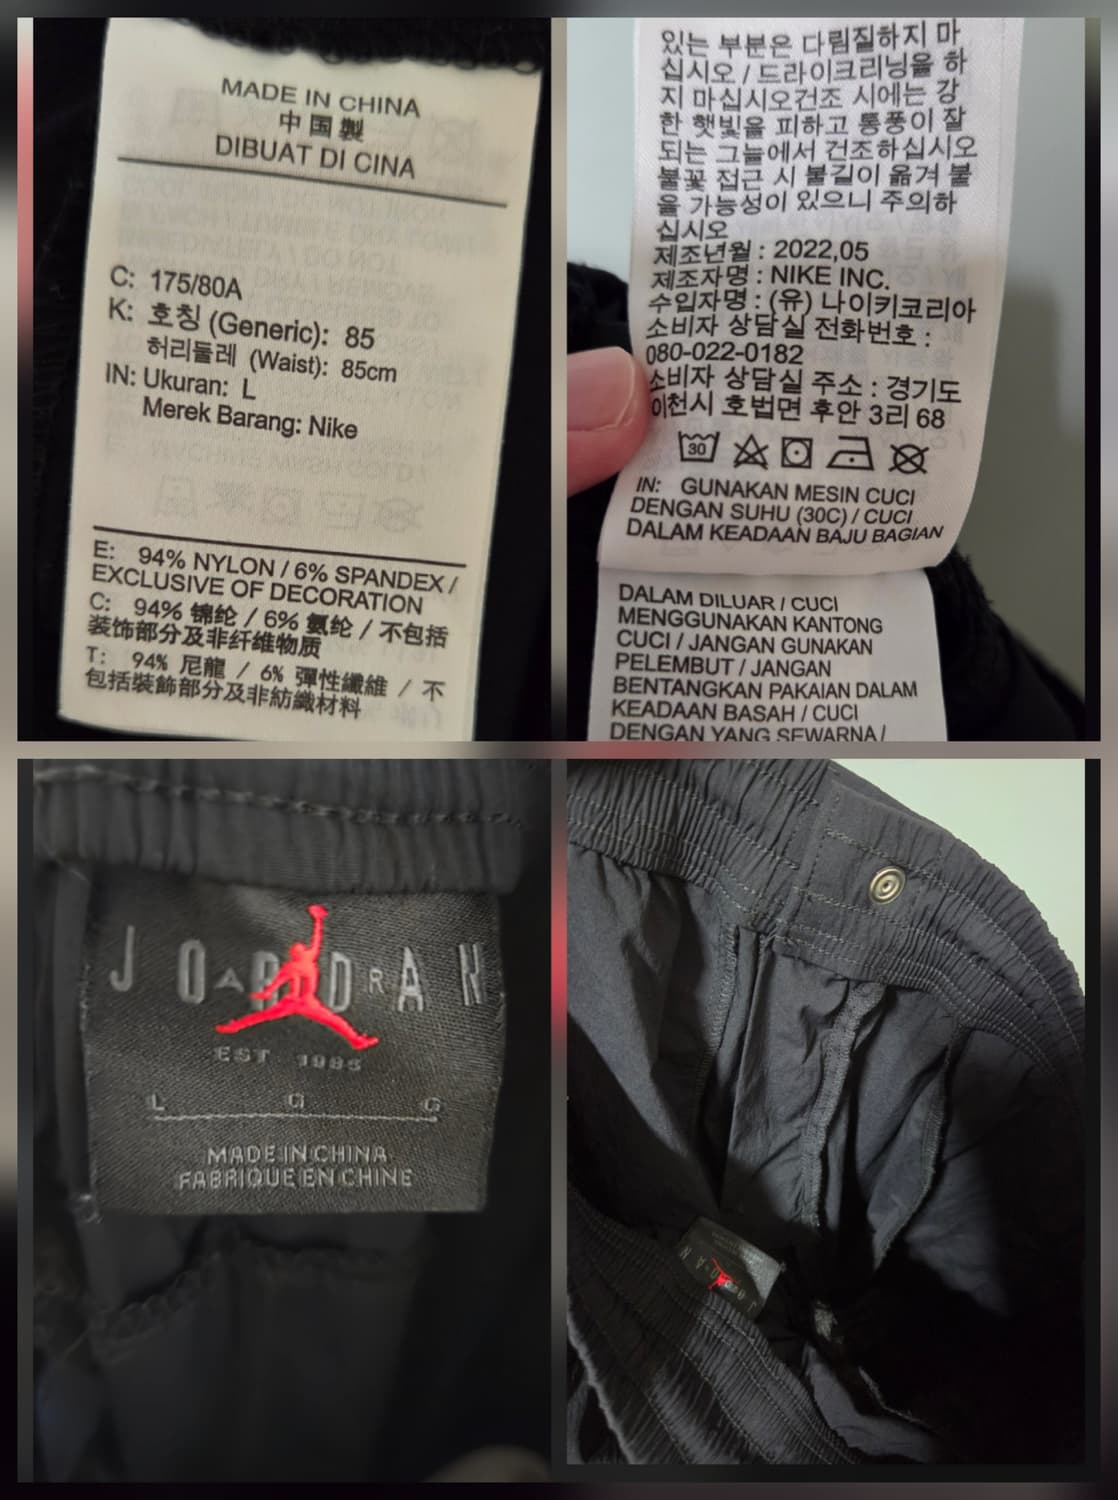 MADE IN CHINA
中国製
DIBUAT DI CINA
C: 175/80A
K: 호칭 (Generic): 85
허리둘레 (Waist): 85cm
IN: Ukuran: L
Merek Barang: Nike
E: 94% NYLON / 6% SPANDEX /
EXCLUSIVE OF DECORATION
C: 94% 锦纶 / 6% 氨纶 / 不包括
装饰部分及非纤维物质
T: 94% 尼龍 / 6% 彈性纖維 / 不
包括裝飾部分及非紡織材料
있는 부분은 다림질하지 마
십시오 / 드라이크리닝을 하
지 마십시오건조 시에는 강
한 햇빛을 피하고 통풍이 잘
되는 그늘에서 건조하십시오
불꽃 접근 시 불길이 옮겨 붙
을 가능성이 있으니 주의하
십시오
제조년월 : 2022,05
제조자명 : NIKE INC.
수입자명 : (유) 나이키코리아
소비자 상담실 전화번호 :
080-022-0182
소비자 상담실 주소 : 경기도
이천시 호법면 후안 3리 68
30
IN: GUNAKAN MESIN CUCI
DENGAN SUHU (30C) / CUCI
DALAM KEADAAN BAJU BAGIAN
DALAM DILUAR / CUCI
MENGGUNAKAN KANTONG
CUCI / JANGAN GUNAKAN
PELEMBUT / JANGAN
BENTANGKAN PAKAIAN DALAM
KEADAAN BASAH / CUCI
DENGAN YANG SEWARNA /
JORDAN
EST 1985
L G G
MADE IN CHINA
FABRIQUE EN CHINE
JORDAN